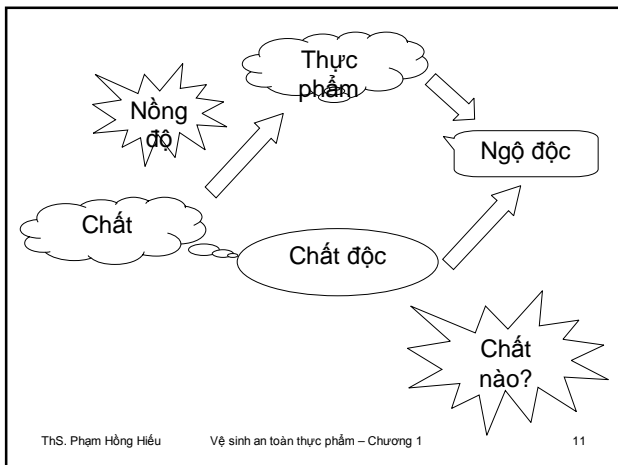 Thực
phẩm
Nồng
độ
Ngộ độc
Chất
Chất độc
Chất
nào?
ThS. Phạm Hồng Hiếu Vệ sinh an toàn thực phẩm – Chương 1 11